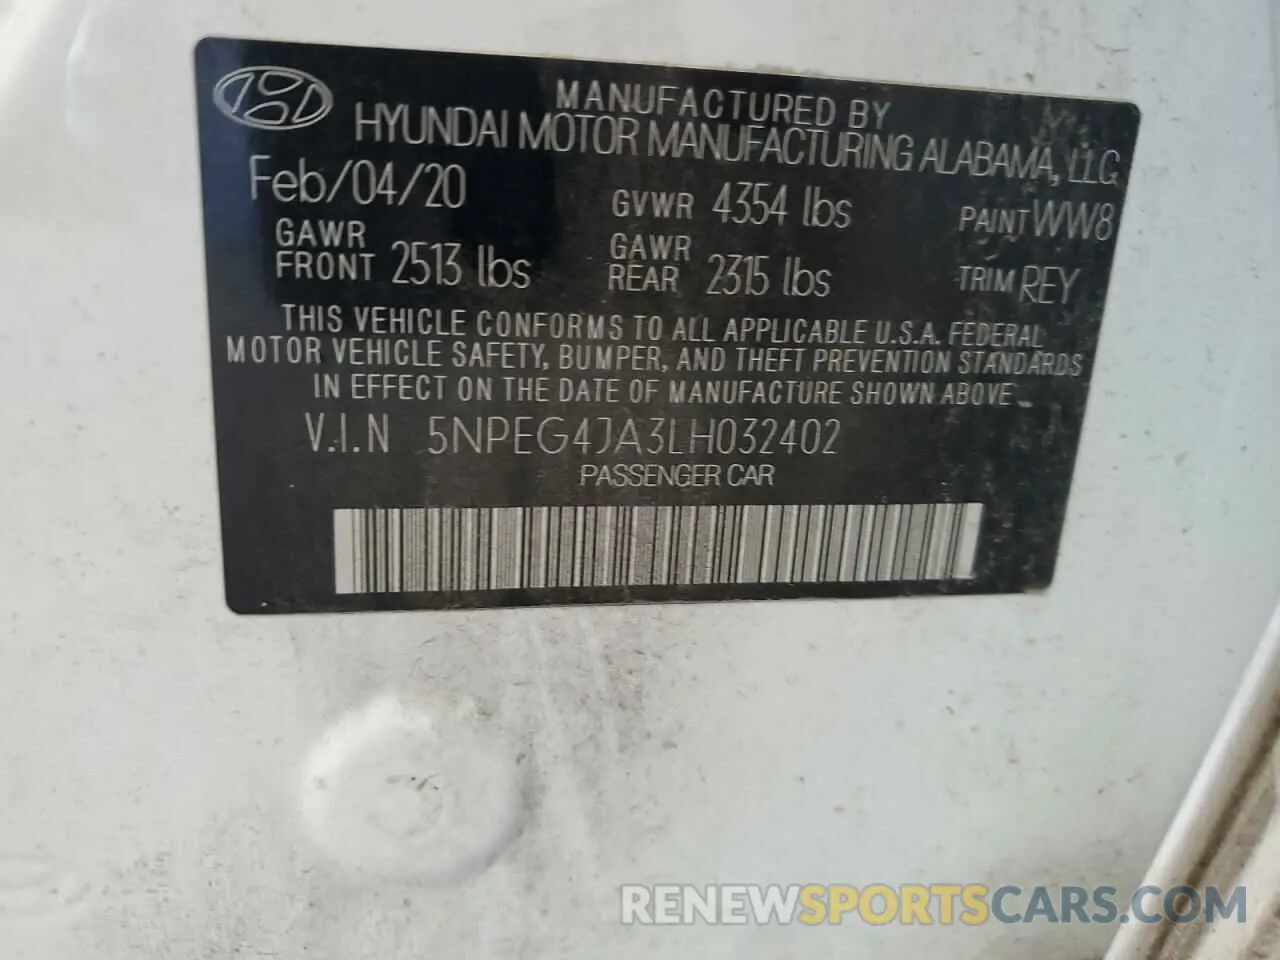 MANUFACTURED BY
HYUNDAI MOTOR MANUFACTURING ALABAMA, LLC
Feb/04/20 GVWR 4354 lbs PAINT WW8
GAWR FRONT 2513 lbs GAWR REAR 2315 lbs TRIM REY
THIS VEHICLE CONFORMS TO ALL APPLICABLE U.S.A. FEDERAL
MOTOR VEHICLE SAFETY, BUMPER, AND THEFT PREVENTION STANDARDS
IN EFFECT ON THE DATE OF MANUFACTURE SHOWN ABOVE
V.I.N 5NPEG4JA3LH032402
PASSENGER CAR
RENEWSPORTSCARS.COM